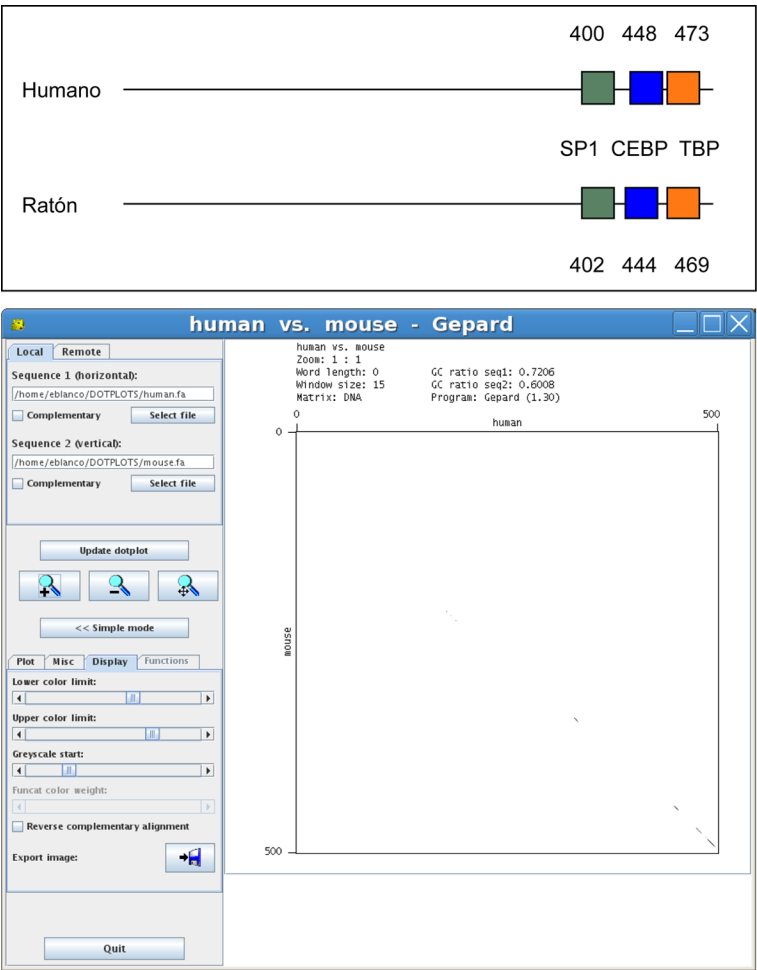 400 448 473
Humano
SP1 CEBP TBP
Ratón
402 444 469
human vs. mouse - Gepard
Local Remote
Sequence 1 (horizontal):
/home/eblanco/DOTPLOTS/human.fa
Complementary Select file
Sequence 2 (vertical):
/home/eblanco/DOTPLOTS/mouse.fa
Complementary Select file
Update dotplot
<< Simple mode
Plot Misc Display Functions
Lower color limit:
Upper color limit:
Greyscale start:
Funcat color weight:
Reverse complementary alignment
Export image:
Quit
human vs. mouse
Zoom: 1 : 1
Word length: 0 GC ratio seq1: 0.7206
Window size: 15 GC ratio seq2: 0.6008
Matrix: DNA Program: Gepard (1.30)
0 500
human
0
mouse
500